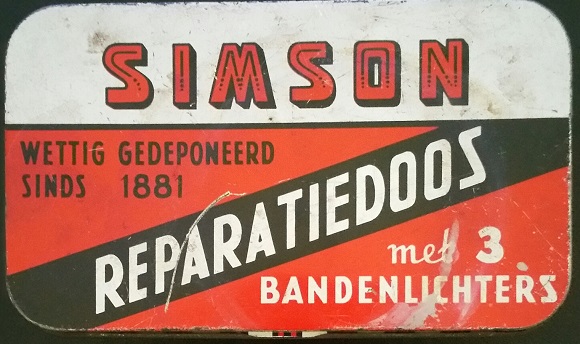 SIMSON
WETTIG GEDEPONEERD
SINDS 1881
REPARATIEDOOS
met 3
BANDENLICHTERS